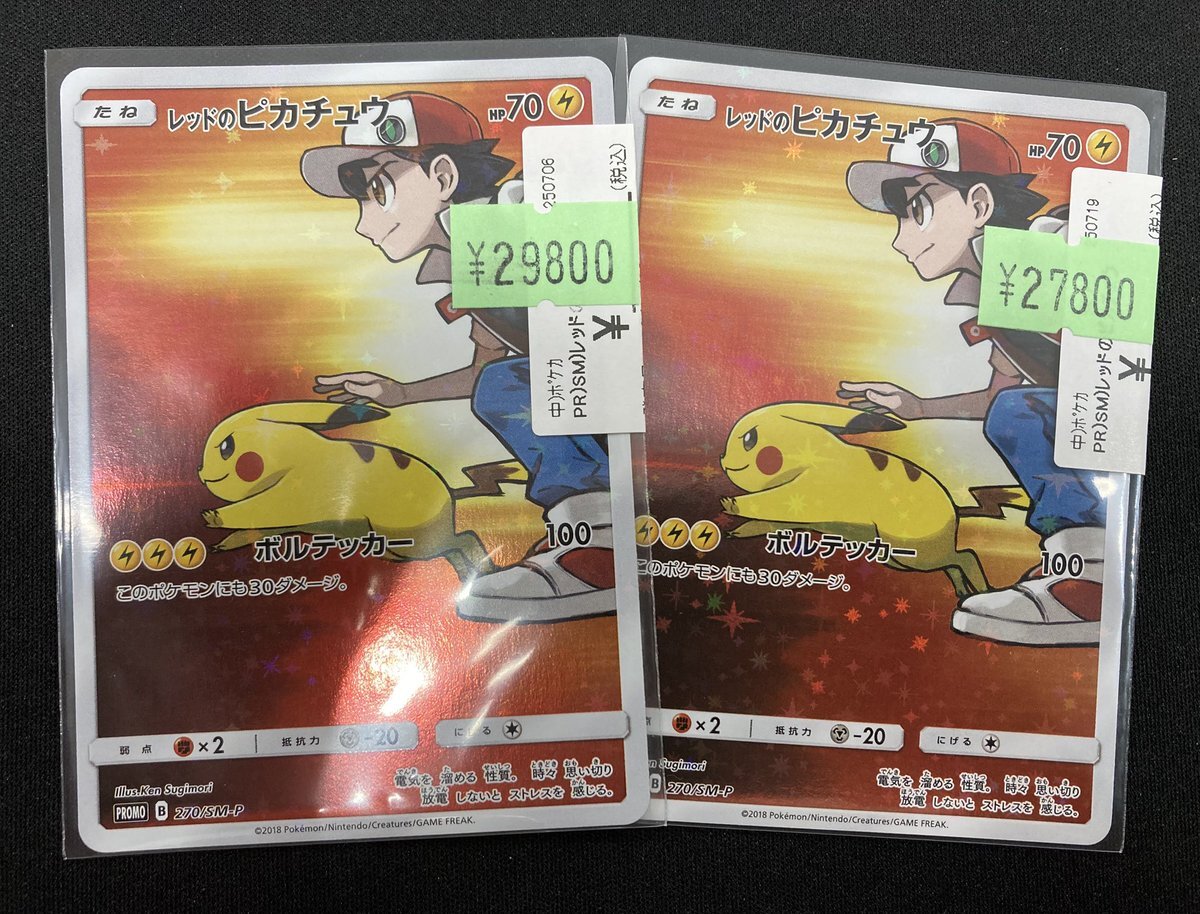 たね
レッドのピカチュウ
HP70
250706
(税込)
¥29800
¥
中)ポケカ
PR)SM)レッド
ボルテッカー
100
このポケモンにも30ダメージ。
弱点
×2
抵抗力
-20
にげる
Illus.Ken Sugimori
電気を溜める性質。時々思い切り
放電しないとストレスを感じる。
PROMO B 270/SM-P
©2018 Pokémon/Nintendo/Creatures/GAME FREAK.
たね
レッドのピカチュウ
HP70
50719
(税込)
¥27800
¥
中)ポケカ
PR)SM)レッドの
ボルテッカー
100
このポケモンにも30ダメージ。
×2
抵抗力
-20
にげる
en Sugimori
電気を溜める性質。時々思い切り
放電しないとストレスを感じる。
B 270/SM-P
©2018 Pokémon/Nintendo/Creatures/GAME FREAK.